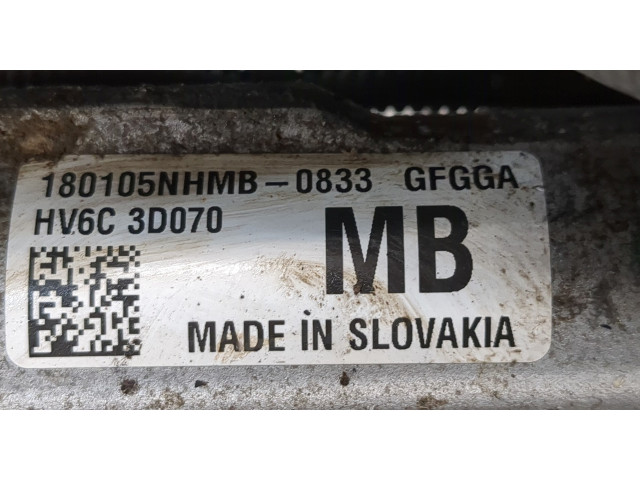 180105NHMB-0833 GFGGA
HV6C 3D070
MB
MADE IN SLOVAKIA